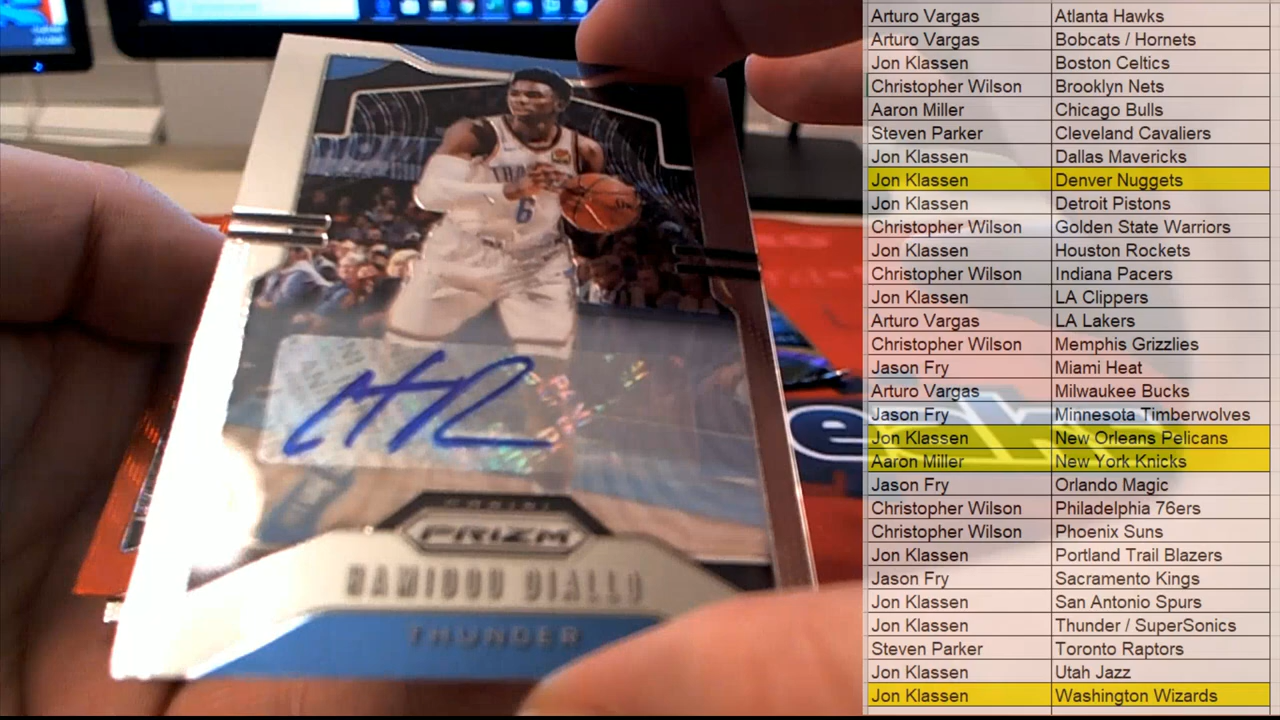 THUNDER
6
PANINI
PRIZM
HAMIDOU DIALLO
THUNDER
Arturo Vargas Atlanta Hawks
Arturo Vargas Bobcats / Hornets
Jon Klassen Boston Celtics
Christopher Wilson Brooklyn Nets
Aaron Miller Chicago Bulls
Steven Parker Cleveland Cavaliers
Jon Klassen Dallas Mavericks
Jon Klassen Denver Nuggets
Jon Klassen Detroit Pistons
Christopher Wilson Golden State Warriors
Jon Klassen Houston Rockets
Christopher Wilson Indiana Pacers
Jon Klassen LA Clippers
Arturo Vargas LA Lakers
Christopher Wilson Memphis Grizzlies
Jason Fry Miami Heat
Arturo Vargas Milwaukee Bucks
Jason Fry Minnesota Timberwolves
Jon Klassen New Orleans Pelicans
Aaron Miller New York Knicks
Jason Fry Orlando Magic
Christopher Wilson Philadelphia 76ers
Christopher Wilson Phoenix Suns
Jon Klassen Portland Trail Blazers
Jason Fry Sacramento Kings
Jon Klassen San Antonio Spurs
Jon Klassen Thunder / SuperSonics
Steven Parker Toronto Raptors
Jon Klassen Utah Jazz
Jon Klassen Washington Wizards